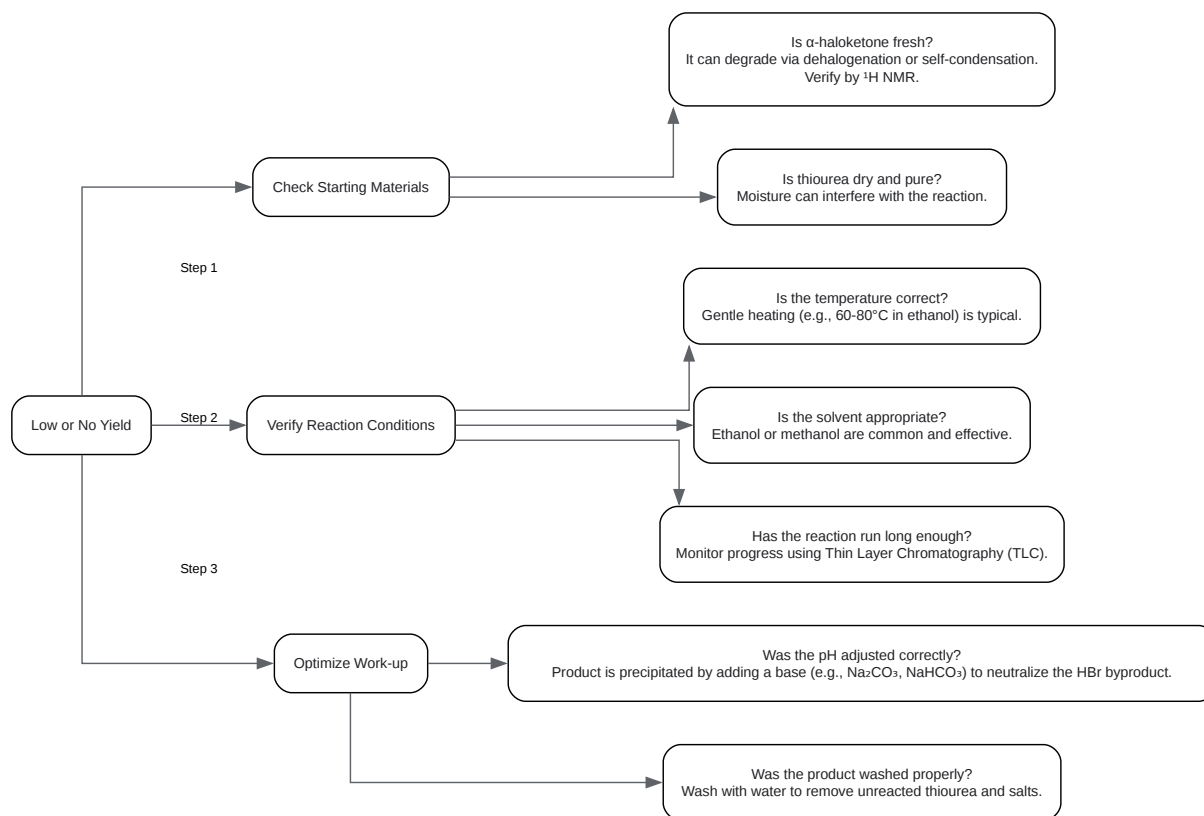 Is α-haloketone fresh?
It can degrade via dehalogenation or self-condensation.
Verify by ¹H NMR.
Check Starting Materials
Is thiourea dry and pure?
Moisture can interfere with the reaction.
Step 1
Is the temperature correct?
Gentle heating (e.g., 60-80°C in ethanol) is typical.
Low or No Yield
Step 2
Verify Reaction Conditions
Is the solvent appropriate?
Ethanol or methanol are common and effective.
Has the reaction run long enough?
Monitor progress using Thin Layer Chromatography (TLC).
Step 3
Optimize Work-up
Was the pH adjusted correctly?
Product is precipitated by adding a base (e.g., Na₂CO₃, NaHCO₃) to neutralize the HBr byproduct.
Was the product washed properly?
Wash with water to remove unreacted thiourea and salts.